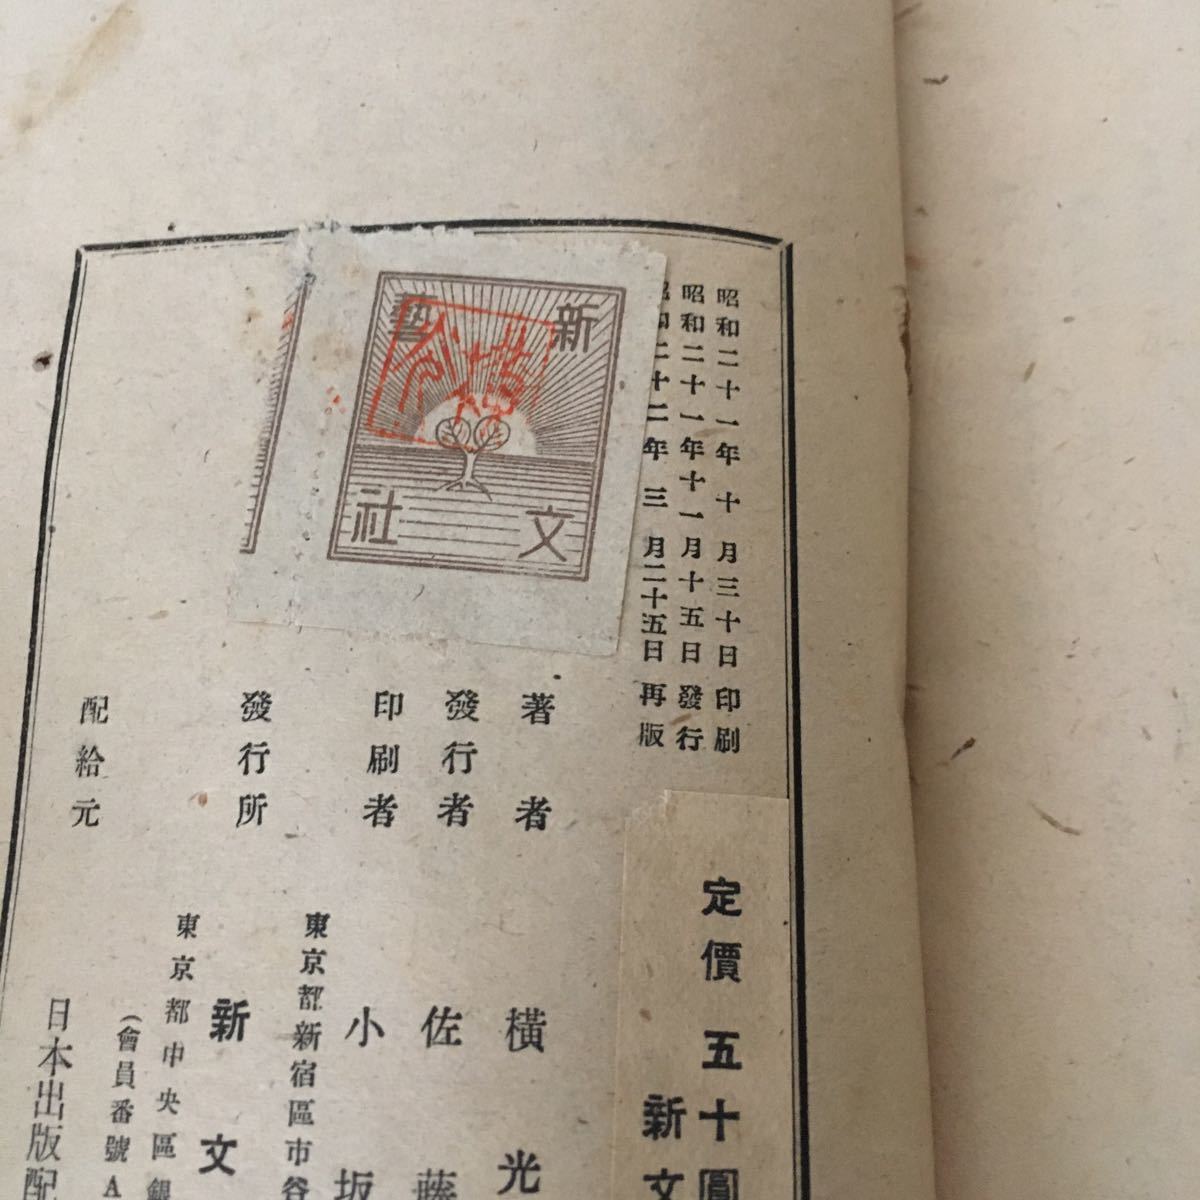 昭和二十一年十月三十日印刷
昭和二十一年十一月十五日發行
昭和二十二年三月二十五日再版
定價 五十圓
新文
新文藝社
著者 橫光
發行者 佐藤
印刷者 小坂
東京都新宿區市谷
發行所 新文
東京都中央區銀
(會員番號A
配給元 日本出版配